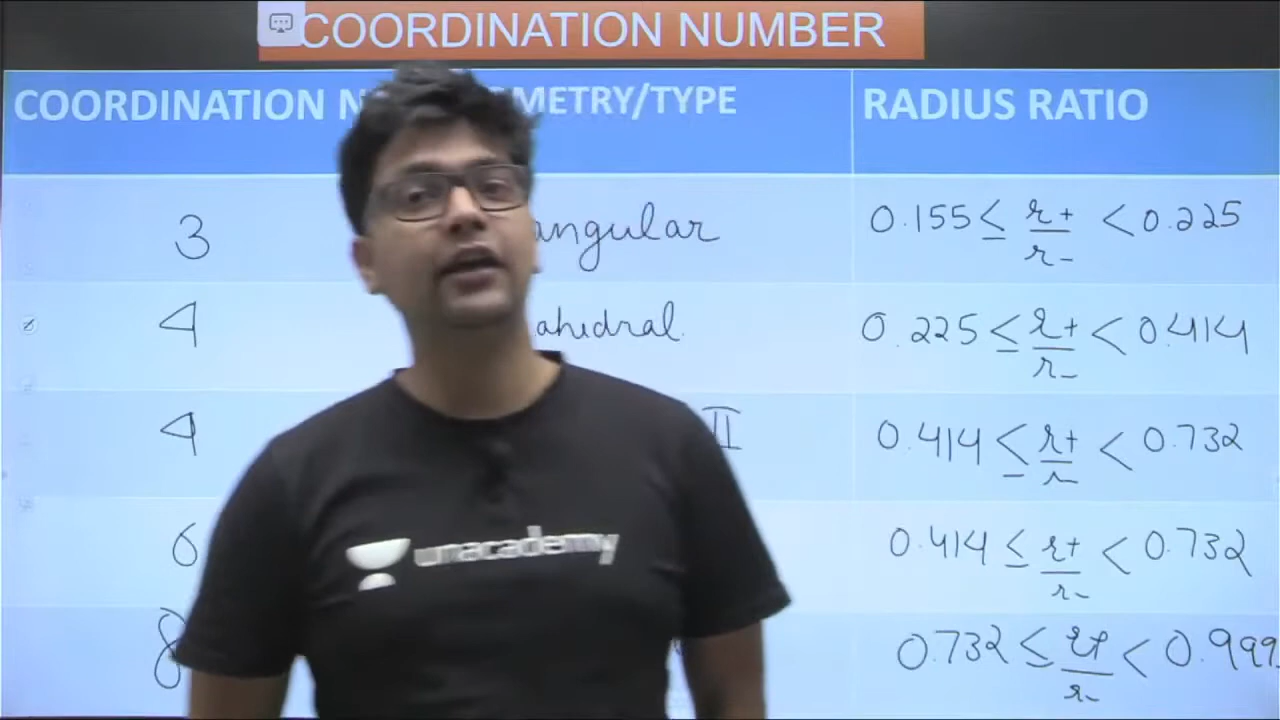 COORDINATION NUMBER
COORDINATION METRY/TYPE RADIUS RATIO
3 angular 0.155 ≤ r+/r- < 0.225
4 ahidral 0.225 ≤ r+/r- < 0.414
4 II 0.414 ≤ r+/r- < 0.732
6 0.414 ≤ r+/r- < 0.732
8 0.732 ≤ r+/r- < 0.999
unacademy